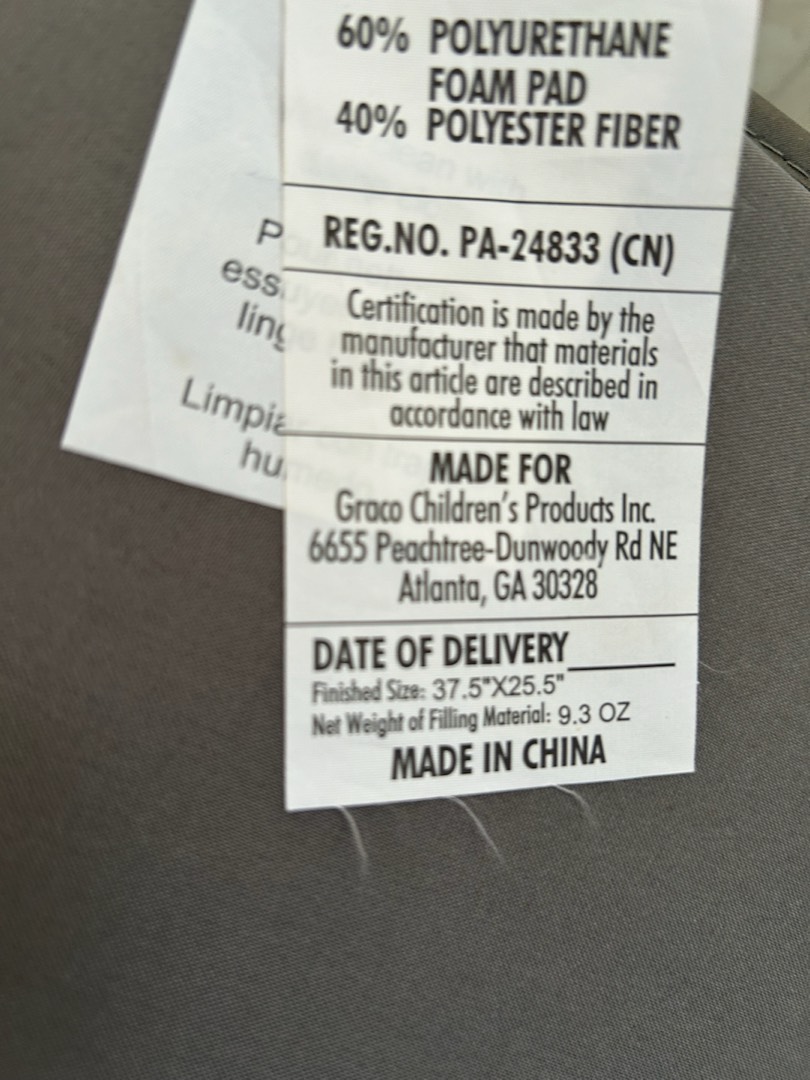 60% POLYURETHANE
FOAM PAD
40% POLYESTER FIBER
REG.NO. PA-24833 (CN)
Certification is made by the
manufacturer that materials
in this article are described in
accordance with law
MADE FOR
Graco Children's Products Inc.
6655 Peachtree-Dunwoody Rd NE
Atlanta, GA 30328
DATE OF DELIVERY
Finished Size: 37.5"X25.5"
Net Weight of Filling Material: 9.3 OZ
MADE IN CHINA